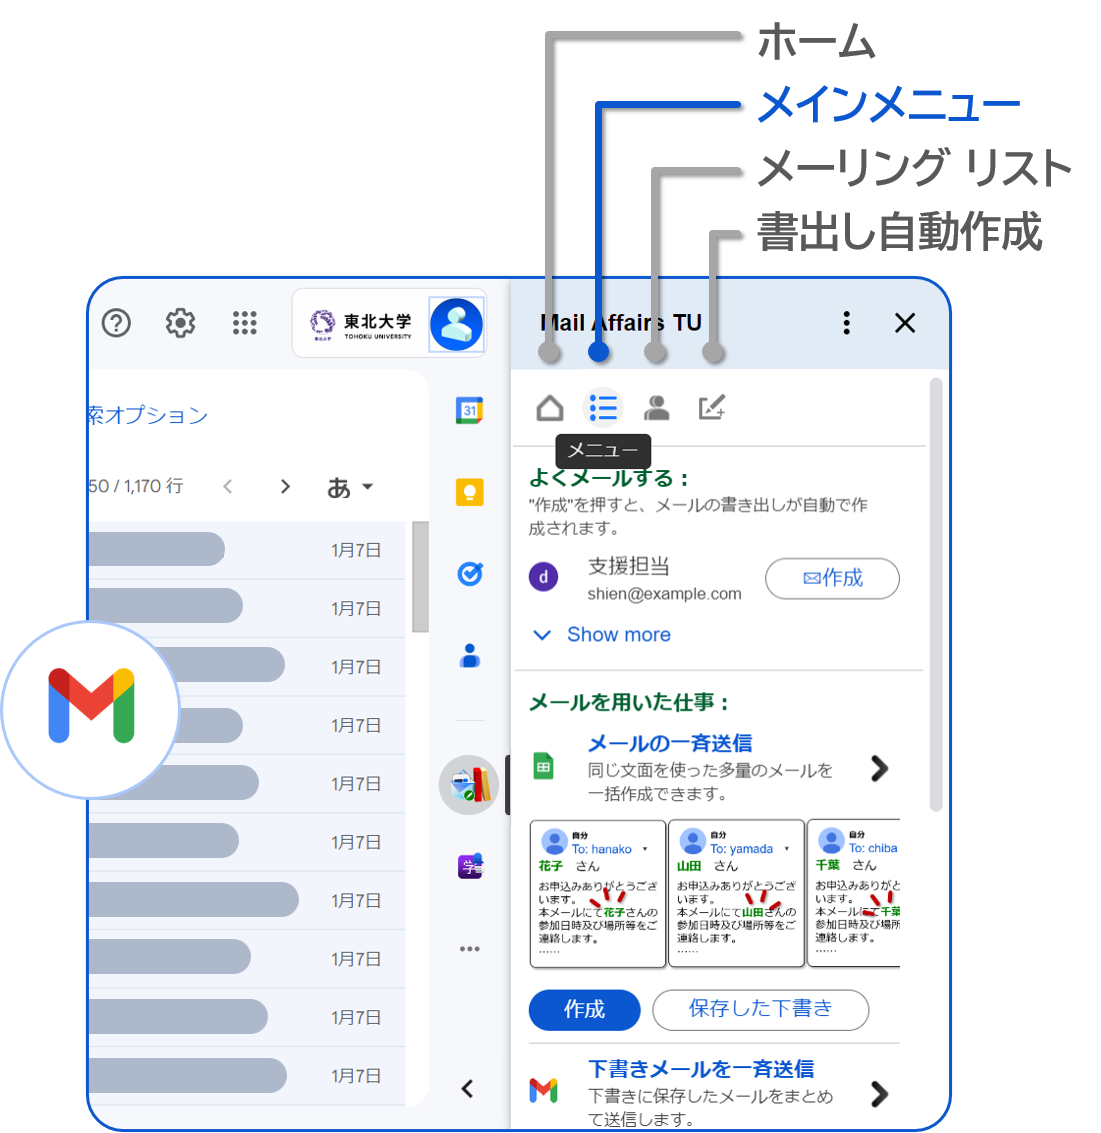 ホーム
メインメニュー
メーリング リスト
書出し自動作成
東北大学
TOHOKU UNIVERSITY
Mail Affairs TU
索オプション
50 / 1,170 行
あ
1月7日
1月7日
1月7日
1月7日
1月7日
1月7日
1月7日
1月7日
1月7日
1月7日
31
学
メニュー
よくメールする：
"作成"を押すと、メールの書き出しが自動で作
成されます。
d
支援担当
shien@example.com
作成
Show more
メールを用いた仕事：
メールの一斉送信
同じ文面を使った多量のメールを
一括作成できます。
自分
To: hanako
花子 さん
お申込みありがとうござ
います。
本メールにて花子さんの
参加日時及び場所等をご
連絡します。
……
自分
To: yamada
山田 さん
お申込みありがとうござ
います。
本メールにて山田さんの
参加日時及び場所等をご
連絡します。
……
自分
To: chiba
千葉 さん
お申込みありがと
います。
本メールにて千葉
参加日時及び場所
連絡します。
……
作成
保存した下書き
下書きメールを一斉送信
下書きに保存したメールをまとめ
て送信します。